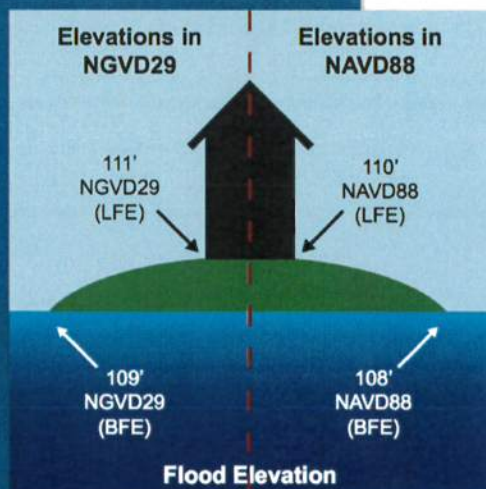 Elevations in
NGVD29
Elevations in
NAVD88
111'
NGVD29
(LFE)
110'
NAVD88
(LFE)
109'
NGVD29
(BFE)
108'
NAVD88
(BFE)
Flood Elevation